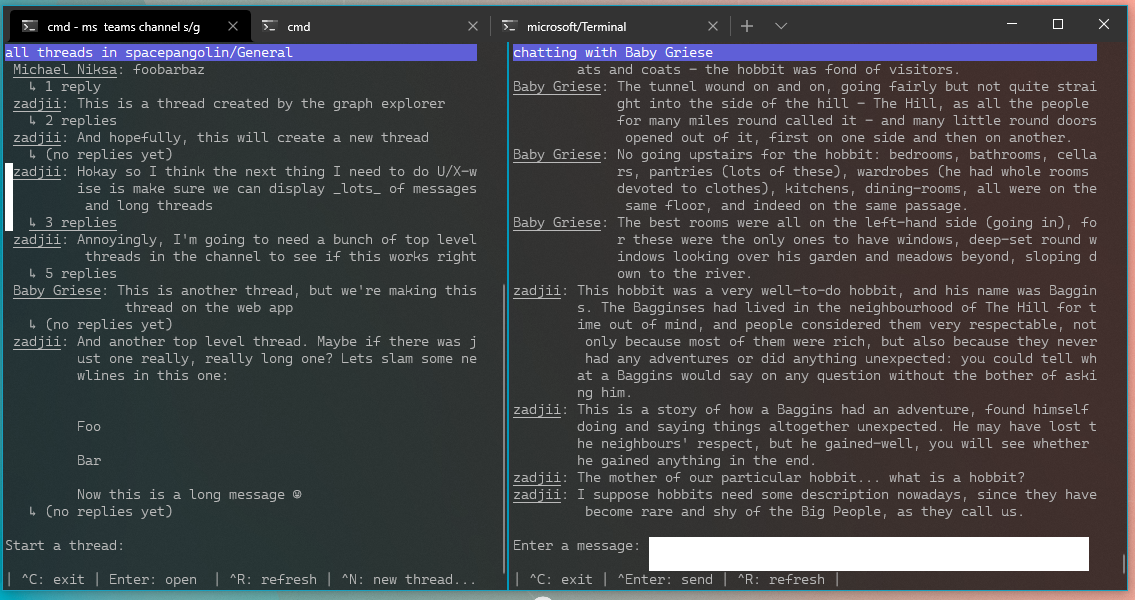 cmd - ms teams channel s/g
cmd
microsoft/Terminal
all threads in spacepangolin/General
Michael Niksa: foobarbaz
↳ 1 reply
zadjii: This is a thread created by the graph explorer
↳ 2 replies
zadjii: And hopefully, this will create a new thread
↳ (no replies yet)
zadjii: Hokay so I think the next thing I need to do U/X-w
ise is make sure we can display _lots_ of messages
and long threads
↳ 3 replies
zadjii: Annoyingly, I'm going to need a bunch of top level
threads in the channel to see if this works right
↳ 5 replies
Baby Griese: This is another thread, but we're making this
thread on the web app
↳ (no replies yet)
zadjii: And another top level thread. Maybe if there was j
ust one really, really long one? Lets slam some ne
wlines in this one:
Foo
Bar
Now this is a long message 😀
↳ (no replies yet)
Start a thread:
| ^C: exit | Enter: open | ^R: refresh | ^N: new thread...
chatting with Baby Griese
ats and coats - the hobbit was fond of visitors.
Baby Griese: The tunnel wound on and on, going fairly but not quite strai
ght into the side of the hill - The Hill, as all the people
for many miles round called it - and many little round doors
opened out of it, first on one side and then on another.
Baby Griese: No going upstairs for the hobbit: bedrooms, bathrooms, cella
rs, pantries (lots of these), wardrobes (he had whole rooms
devoted to clothes), kitchens, dining-rooms, all were on the
same floor, and indeed on the same passage.
Baby Griese: The best rooms were all on the left-hand side (going in), fo
r these were the only ones to have windows, deep-set round w
indows looking over his garden and meadows beyond, sloping d
own to the river.
zadjii: This hobbit was a very well-to-do hobbit, and his name was Baggin
s. The Bagginses had lived in the neighbourhood of The Hill for t
ime out of mind, and people considered them very respectable, not
only because most of them were rich, but also because they never
had any adventures or did anything unexpected: you could tell wh
at a Baggins would say on any question without the bother of aski
ng him.
zadjii: This is a story of how a Baggins had an adventure, found himself
doing and saying things altogether unexpected. He may have lost t
he neighbours' respect, but he gained-well, you will see whether
he gained anything in the end.
zadjii: The mother of our particular hobbit... what is a hobbit?
zadjii: I suppose hobbits need some description nowadays, since they have
become rare and shy of the Big People, as they call us.
Enter a message:
| ^C: exit | ^Enter: send | ^R: refresh |